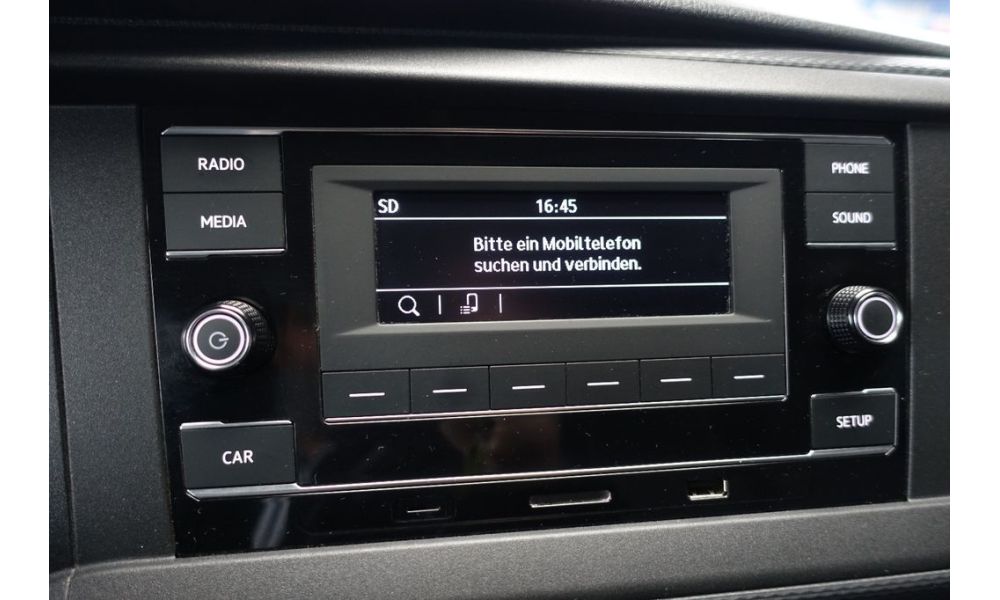 RADIO
PHONE
MEDIA
SOUND
SD 16:45
Bitte ein Mobiltelefon
suchen und verbinden.
CAR
SETUP